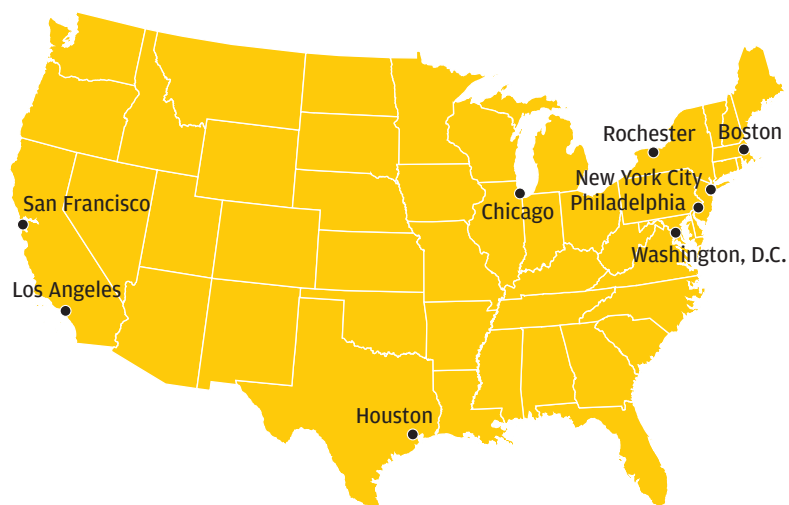 Rochester
Boston
New York City
Philadelphia
San Francisco
Chicago
Washington, D.C.
Los Angeles
Houston